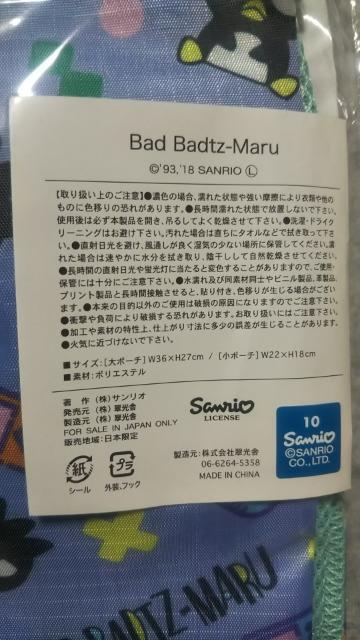 Bad Badtz-Maru
©'93,'18 SANRIO Ⓛ
【取り扱い上のご注意】●濃色の場合、濡れた状態や強い摩擦により衣類や他の
ものに色移りの恐れがあります。●長時間濡れた状態で放置しないで下さい。
使用後は必ず本製品を開き、吊るしてよく乾燥させて下さい。●洗濯・ドライク
リーニングはお避け下さい。汚れた場合は直ちにタオルなどで拭き取って下さ
い。●直射日光を避け、風通しが良く湿気の少ない場所に保管してください。濡
れた場合は速やかに水分を拭き取り、陰干しして自然乾燥させてください。
●長時間の直射日光や蛍光灯に当たると変色することがありますので、ご使用・
保管には十分にご注意下さい。●水濡れ及び同素材同士やビニール製品、革製品、
プリント製品と長時間接触させると、貼り付き、色移りが生じる場合がござい
ます。●本来の目的以外のご使用は破損の原因になりますのでご注意下さい。
●衝撃や負荷により破損する恐れがあります。お取り扱いにはご注意下さい。
●加工や素材の特性上、仕上がり寸法に多少の誤差が生じることがあります。
●火気に近づけないで下さい。
■サイズ：[大ポーチ] W36×H27cm / [小ポーチ] W22×H18cm
■素材：ポリエステル
著 作 (株) サンリオ
発売元 (株) 翠光舎
製造元 (株) 翠光舎
FOR SALE IN JAPAN ONLY
販売地域：日本限定
Sanrio
LICENSE
10
Sanrio
©SANRIO
CO., LTD.
紙
シール
プラ
外装、フック
製造元：株式会社翠光舎
06-6264-5358
MADE IN CHINA
BADTZ-MARU